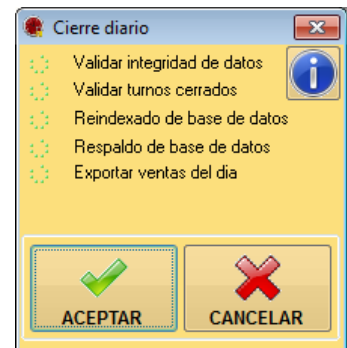 Cierre diario
Validar integridad de datos
Validar turnos cerrados
Reindexado de base de datos
Respaldo de base de datos
Exportar ventas del dia
ACEPTAR
CANCELAR